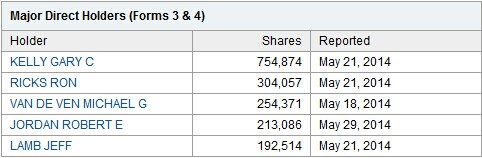 Major Direct Holders (Forms 3 & 4)
Holder Shares Reported
KELLY GARY C 754,874 May 21, 2014
RICKS RON 304,057 May 21, 2014
VAN DE VEN MICHAEL G 254,371 May 18, 2014
JORDAN ROBERT E 213,086 May 29, 2014
LAMB JEFF 192,514 May 21, 2014